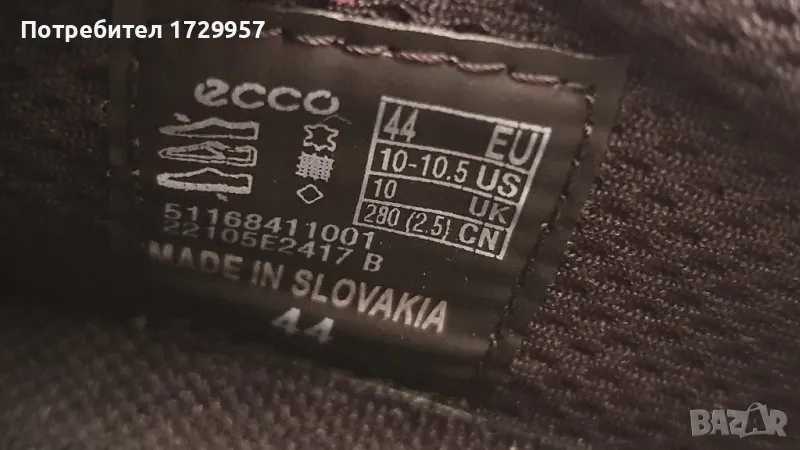 Потребител 1729957
ecco
44 EU
10-10.5 US
10 UK
280 (2.5) CN
51168411001
22105E2417 B
MADE IN SLOVAKIA
44
BAZAR